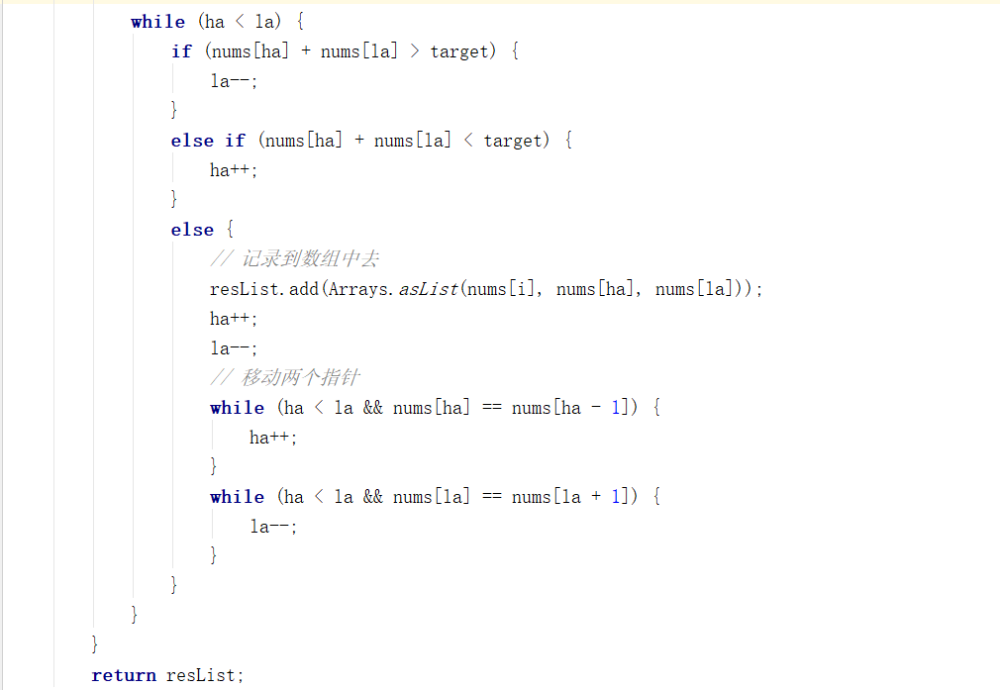 while (ha < la) {
if (nums[ha] + nums[la] > target) {
la--;
}
else if (nums[ha] + nums[la] < target) {
ha++;
}
else {
// 记录到数组中去
resList.add(Arrays.asList(nums[i], nums[ha], nums[la]));
ha++;
la--;
// 移动两个指针
while (ha < la && nums[ha] == nums[ha - 1]) {
ha++;
}
while (ha < la && nums[la] == nums[la + 1]) {
la--;
}
}
}
}
return resList;